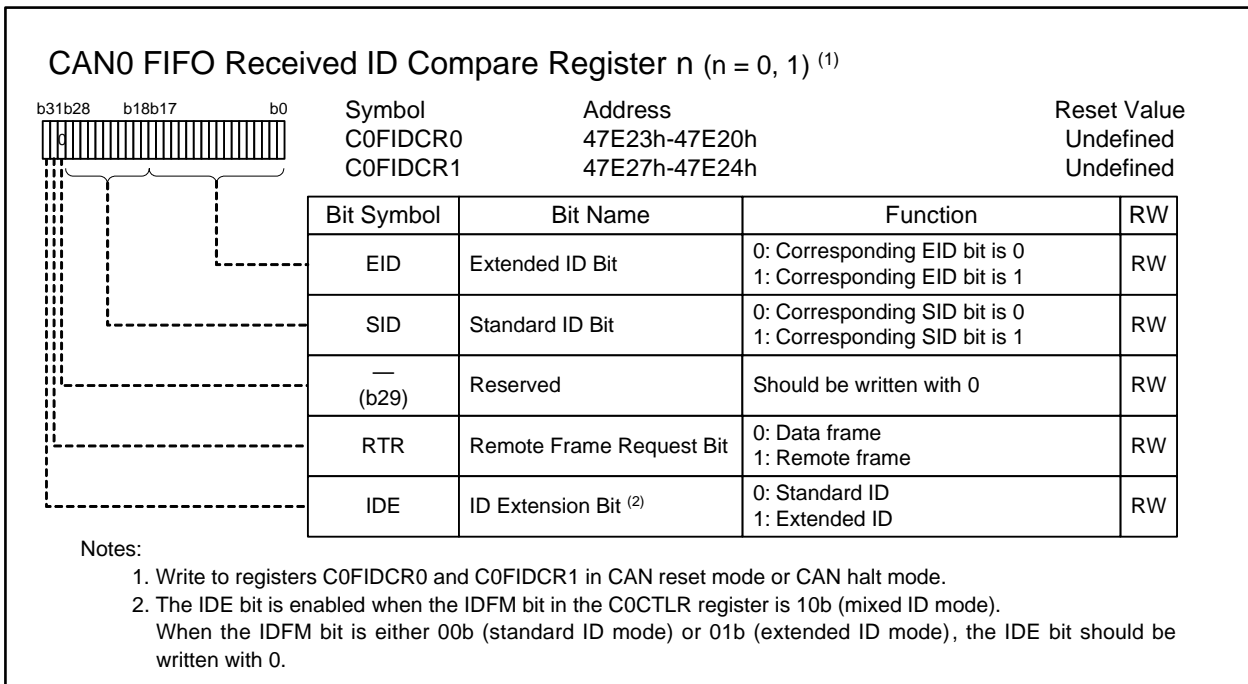 CAN0 FIFO Received ID Compare Register n (n = 0, 1) (1)
b31b28 b18b17 b0
0
Symbol Address Reset Value
C0FIDCR0 47E23h-47E20h Undefined
C0FIDCR1 47E27h-47E24h Undefined
Bit Symbol Bit Name Function RW
EID Extended ID Bit 0: Corresponding EID bit is 0
1: Corresponding EID bit is 1 RW
SID Standard ID Bit 0: Corresponding SID bit is 0
1: Corresponding SID bit is 1 RW
—
(b29) Reserved Should be written with 0 RW
RTR Remote Frame Request Bit 0: Data frame
1: Remote frame RW
IDE ID Extension Bit (2) 0: Standard ID
1: Extended ID RW
Notes:
1. Write to registers C0FIDCR0 and C0FIDCR1 in CAN reset mode or CAN halt mode.
2. The IDE bit is enabled when the IDFM bit in the C0CTLR register is 10b (mixed ID mode).
When the IDFM bit is either 00b (standard ID mode) or 01b (extended ID mode), the IDE bit should be
written with 0.